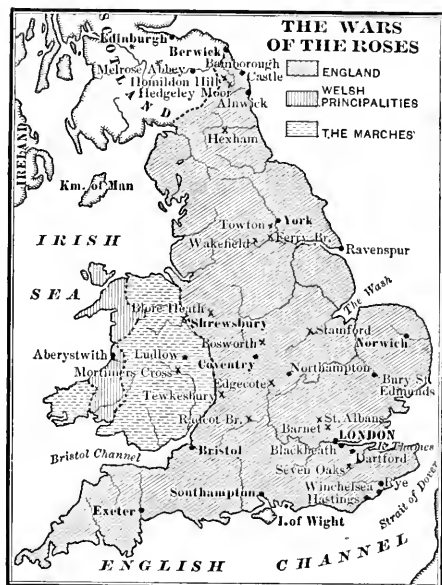 THE WARS
OF THE ROSES
ENGLAND
WELSH
PRINCIPALITIES
THE MARCHES
Edinburgh
Berwick
Melrose Abbey
Bamborough
Castle
Homildon Hill
Hedgeley Moor
Alnwick
SCOTLAND
Hexham
IRELAND
Km. of Man
IRISH
SEA
Towton
York
Wakefield
Ferry Br.
Ravenspur
The Wash
Blore Heath
Shrewsbury
Stamford
Bosworth
Norwich
Aberystwith
Ludlow
Coventry
Mortimers Cross
Northampton
Bury St.
Edmunds
Edgecote
Tewkesbury
Radcot Br.
St. Albans
Barnet
LONDON
Bristol Channel
Bristol
Blackheath
R. Thames
Dartford
Seven Oaks
Winchelsea
Rye
Southampton
Hastings
Strait of Dover
Exeter
I. of Wight
ENGLISH CHANNEL